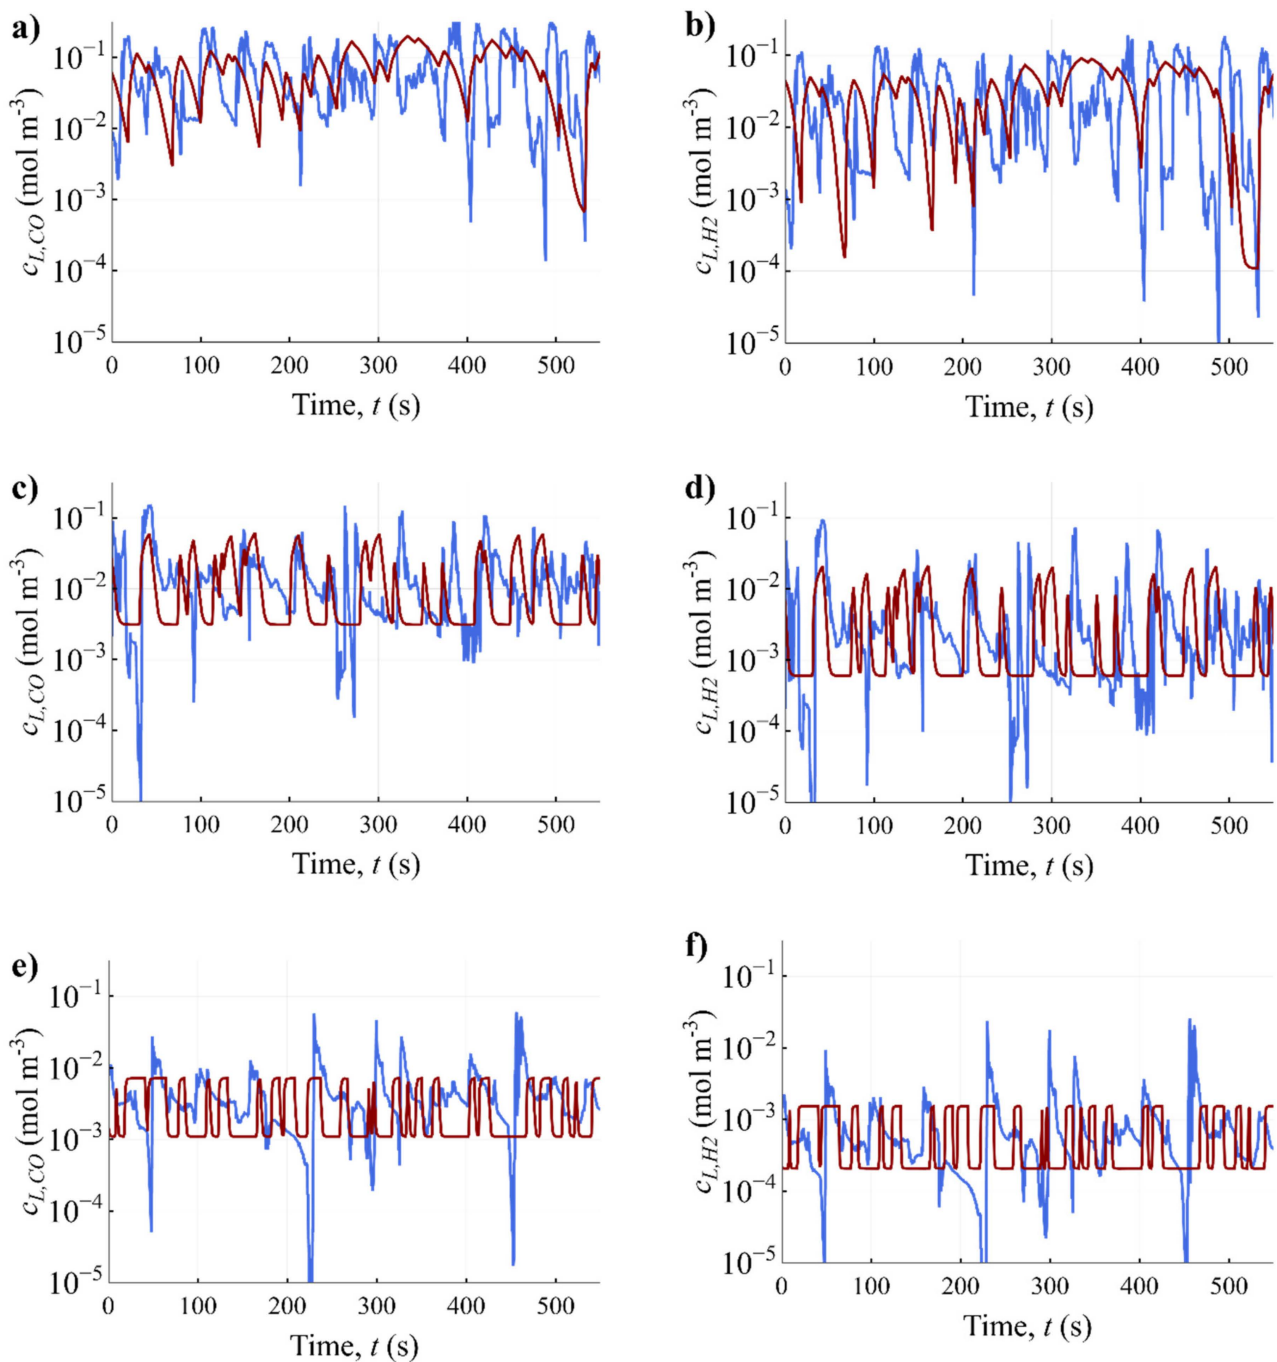 a)
c_{L,CO} (mol m^{-3})
10^{-1}
10^{-2}
10^{-3}
10^{-4}
10^{-5}
0 100 200 300 400 500
Time, t (s)
b)
c_{L,H2} (mol m^{-3})
10^{-1}
10^{-2}
10^{-3}
10^{-4}
10^{-5}
0 100 200 300 400 500
Time, t (s)
c)
c_{L,CO} (mol m^{-3})
10^{-1}
10^{-2}
10^{-3}
10^{-4}
10^{-5}
0 100 200 300 400 500
Time, t (s)
d)
c_{L,H2} (mol m^{-3})
10^{-1}
10^{-2}
10^{-3}
10^{-4}
10^{-5}
0 100 200 300 400 500
Time, t (s)
e)
c_{L,CO} (mol m^{-3})
10^{-1}
10^{-2}
10^{-3}
10^{-4}
10^{-5}
0 100 200 300 400 500
Time, t (s)
f)
c_{L,H2} (mol m^{-3})
10^{-1}
10^{-2}
10^{-3}
10^{-4}
10^{-5}
0 100 200 300 400 500
Time, t (s)